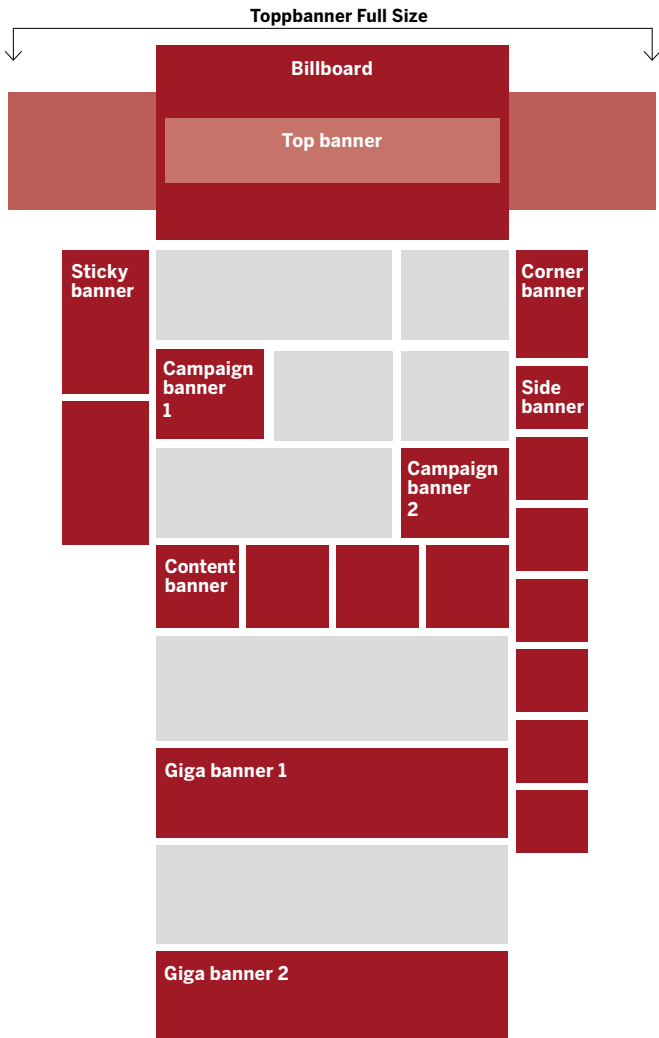 Toppbanner Full Size
Billboard
Top banner
Sticky
banner
Corner
banner
Campaign
banner
1
Side
banner
Campaign
banner
2
Content
banner
Giga banner 1
Giga banner 2